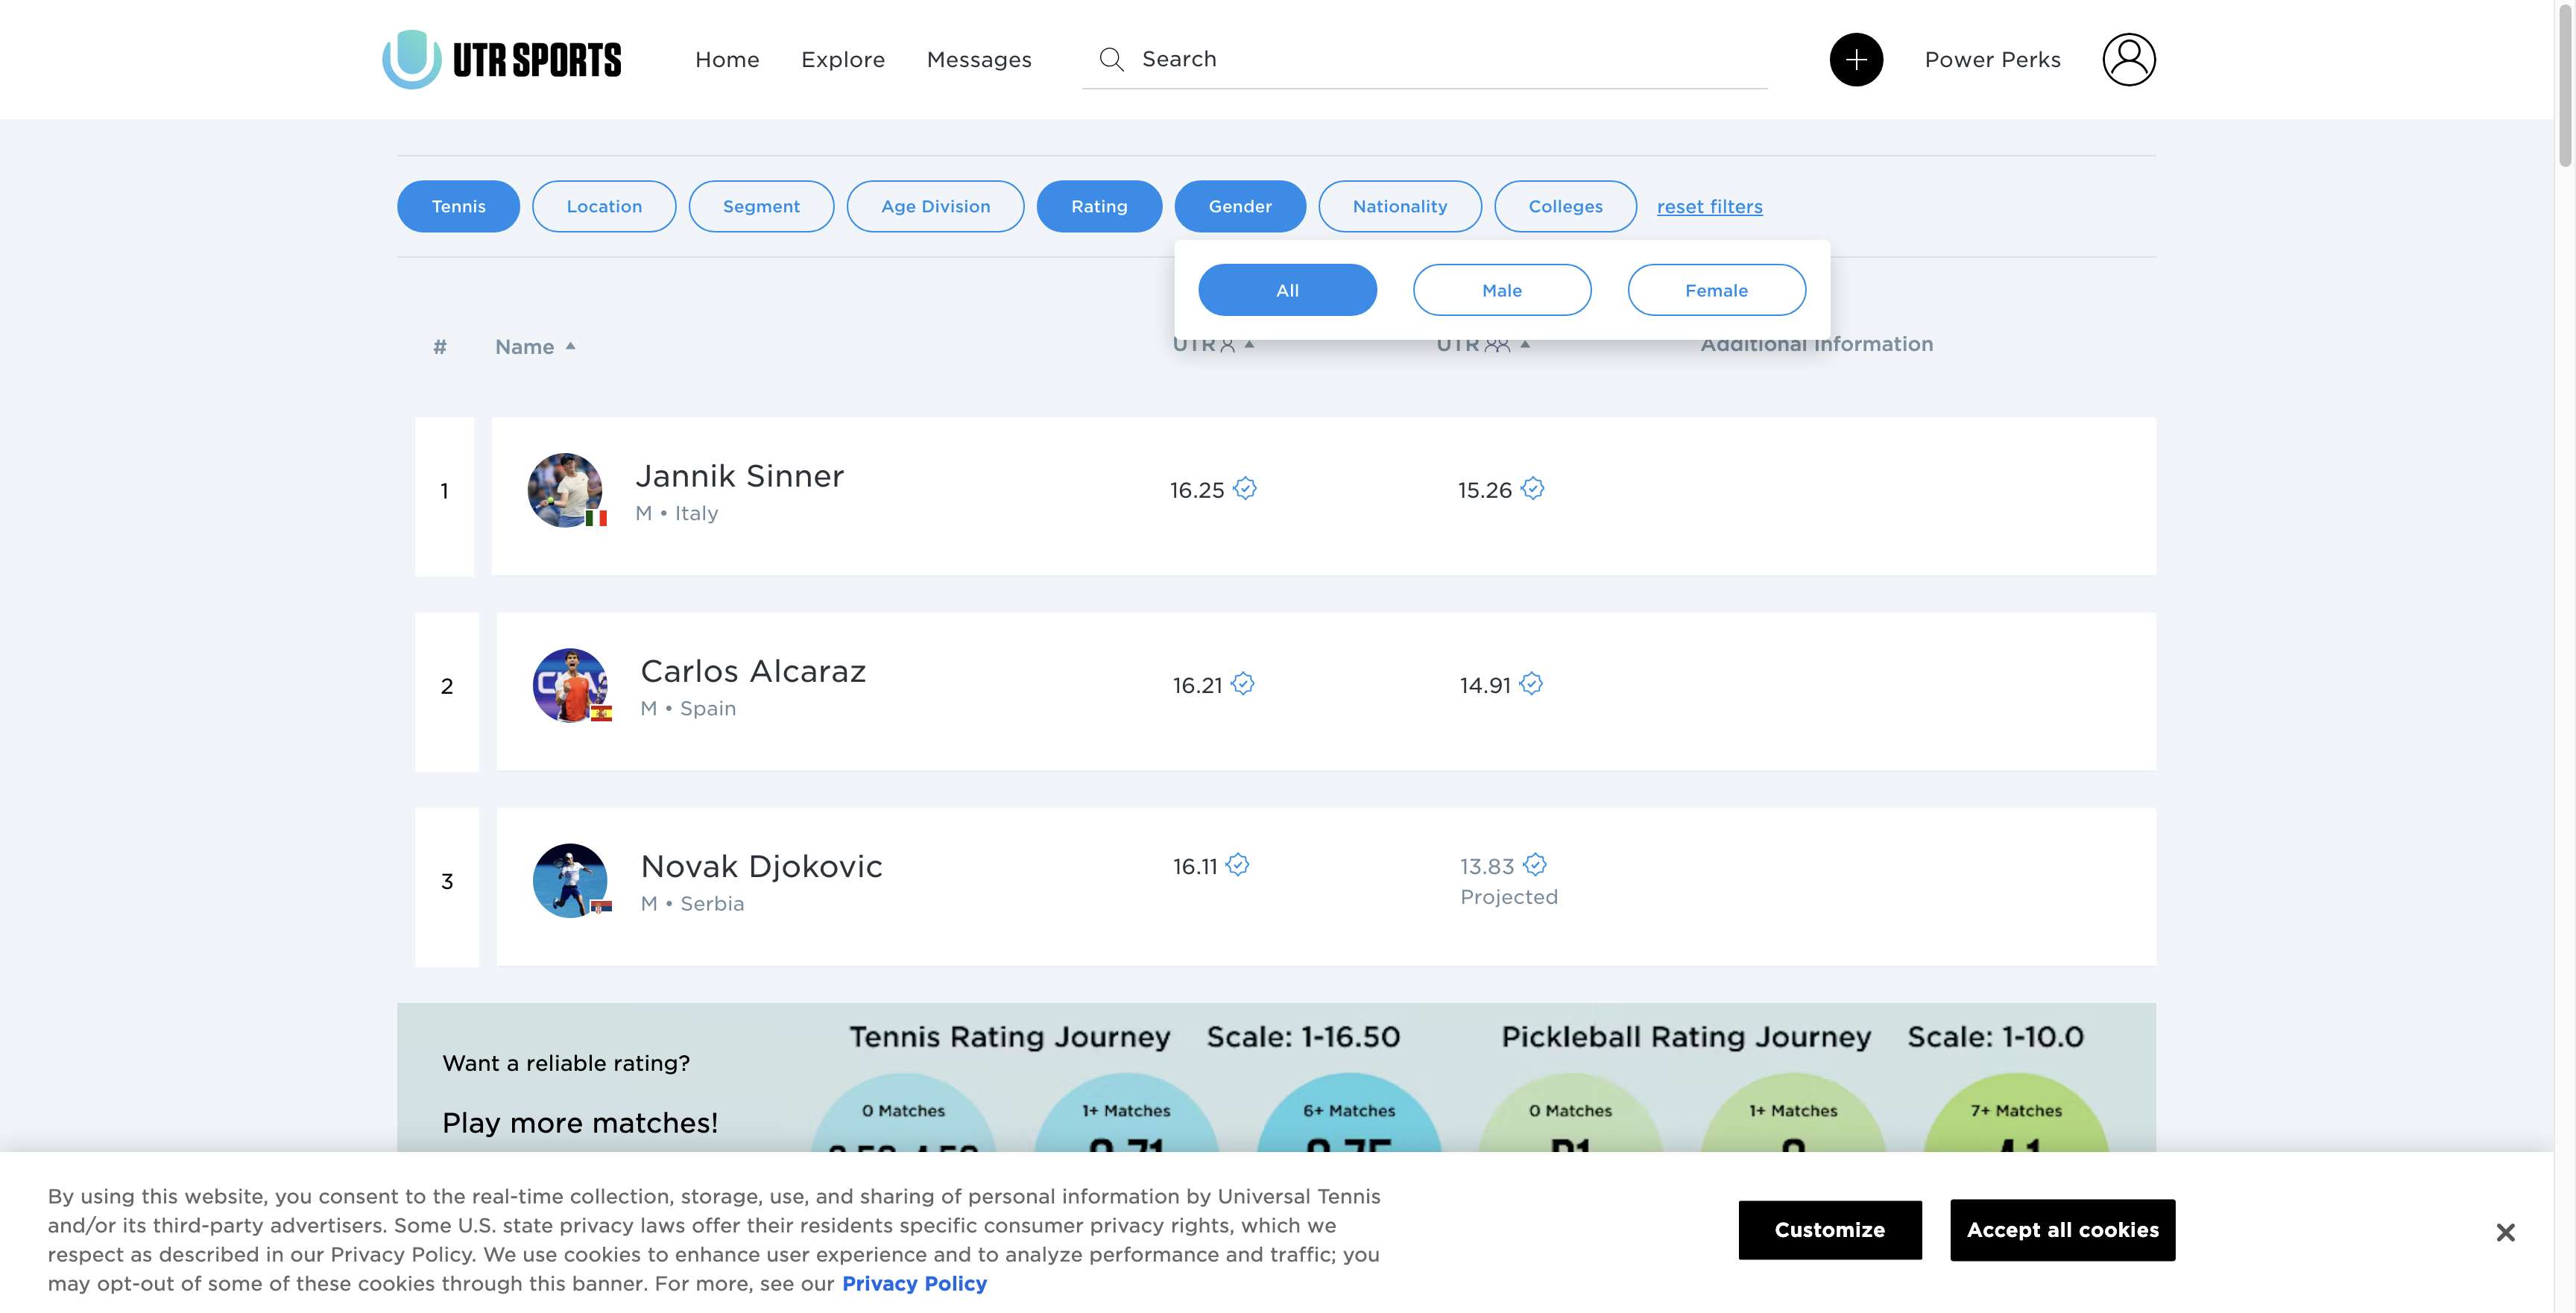 UTR SPORTS
Home Explore Messages Search Power Perks
Tennis Location Segment Age Division Rating Gender Nationality Colleges reset filters
All Male Female
# Name UTR UTR Additional Information
1 Jannik Sinner 16.25 15.26
M • Italy
2 Carlos Alcaraz 16.21 14.91
M • Spain
3 Novak Djokovic 16.11 13.83
M • Serbia Projected
Tennis Rating Journey Scale: 1-16.50 Pickleball Rating Journey Scale: 1-10.0
Want a reliable rating?
0 Matches 1+ Matches 6+ Matches 0 Matches 1+ Matches 7+ Matches
Play more matches!
By using this website, you consent to the real-time collection, storage, use, and sharing of personal information by Universal Tennis
and/or its third-party advertisers. Some U.S. state privacy laws offer their residents specific consumer privacy rights, which we
respect as described in our Privacy Policy. We use cookies to enhance user experience and to analyze performance and traffic; you
may opt-out of some of these cookies through this banner. For more, see our Privacy Policy
Customize Accept all cookies